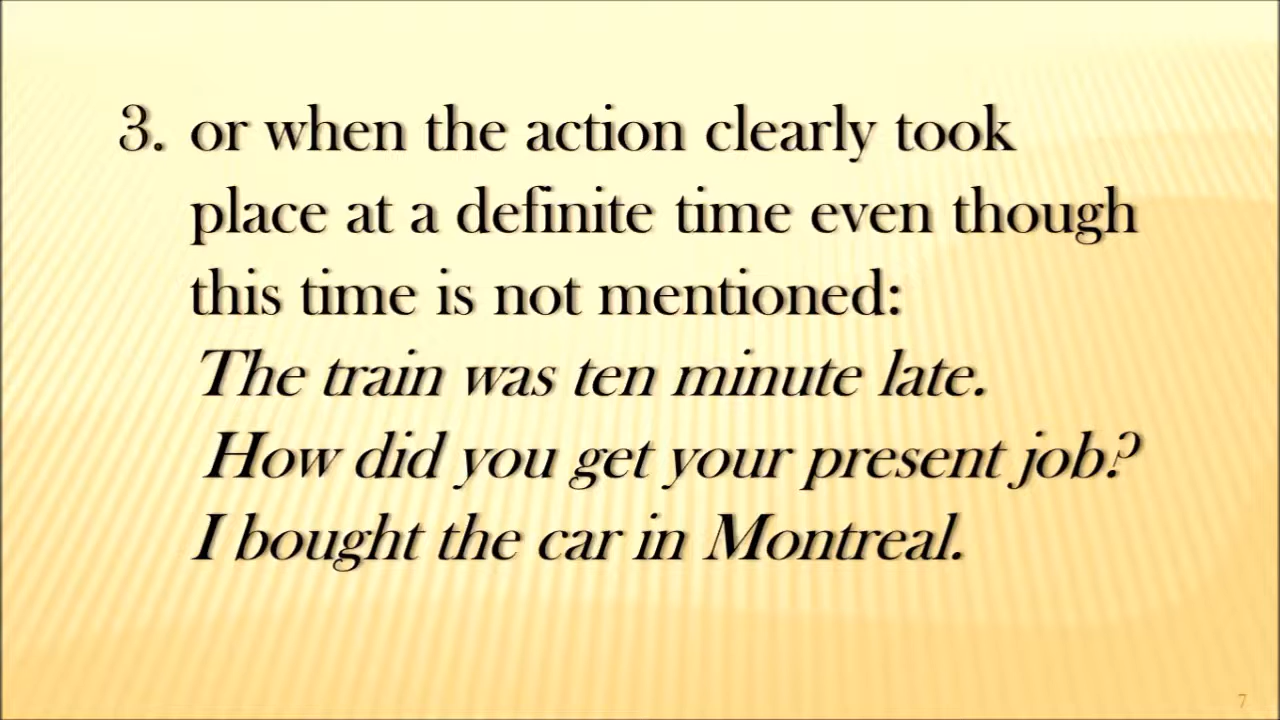 3. or when the action clearly took
place at a definite time even though
this time is not mentioned:
The train was ten minute late.
How did you get your present job?
I bought the car in Montreal.
7